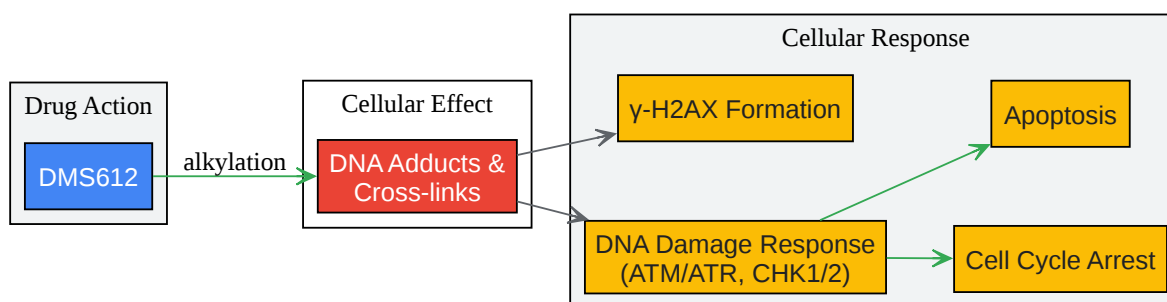 Drug Action
DMS612
alkylation
Cellular Effect
DNA Adducts &
Cross-links
Cellular Response
γ-H2AX Formation
DNA Damage Response
(ATM/ATR, CHK1/2)
Apoptosis
Cell Cycle Arrest